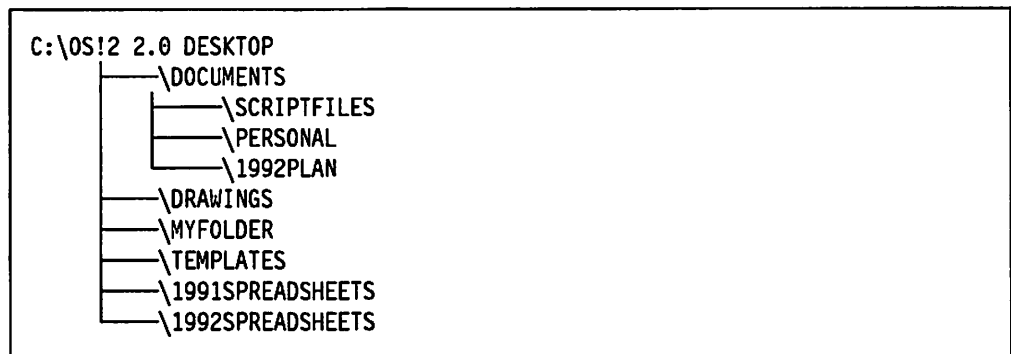 C:\OS!2 2.0 DESKTOP
\DOCUMENTS
\SCRIPTFILES
\PERSONAL
\1992PLAN
\DRAWINGS
\MYFOLDER
\TEMPLATES
\1991SPREADSHEETS
\1992SPREADSHEETS